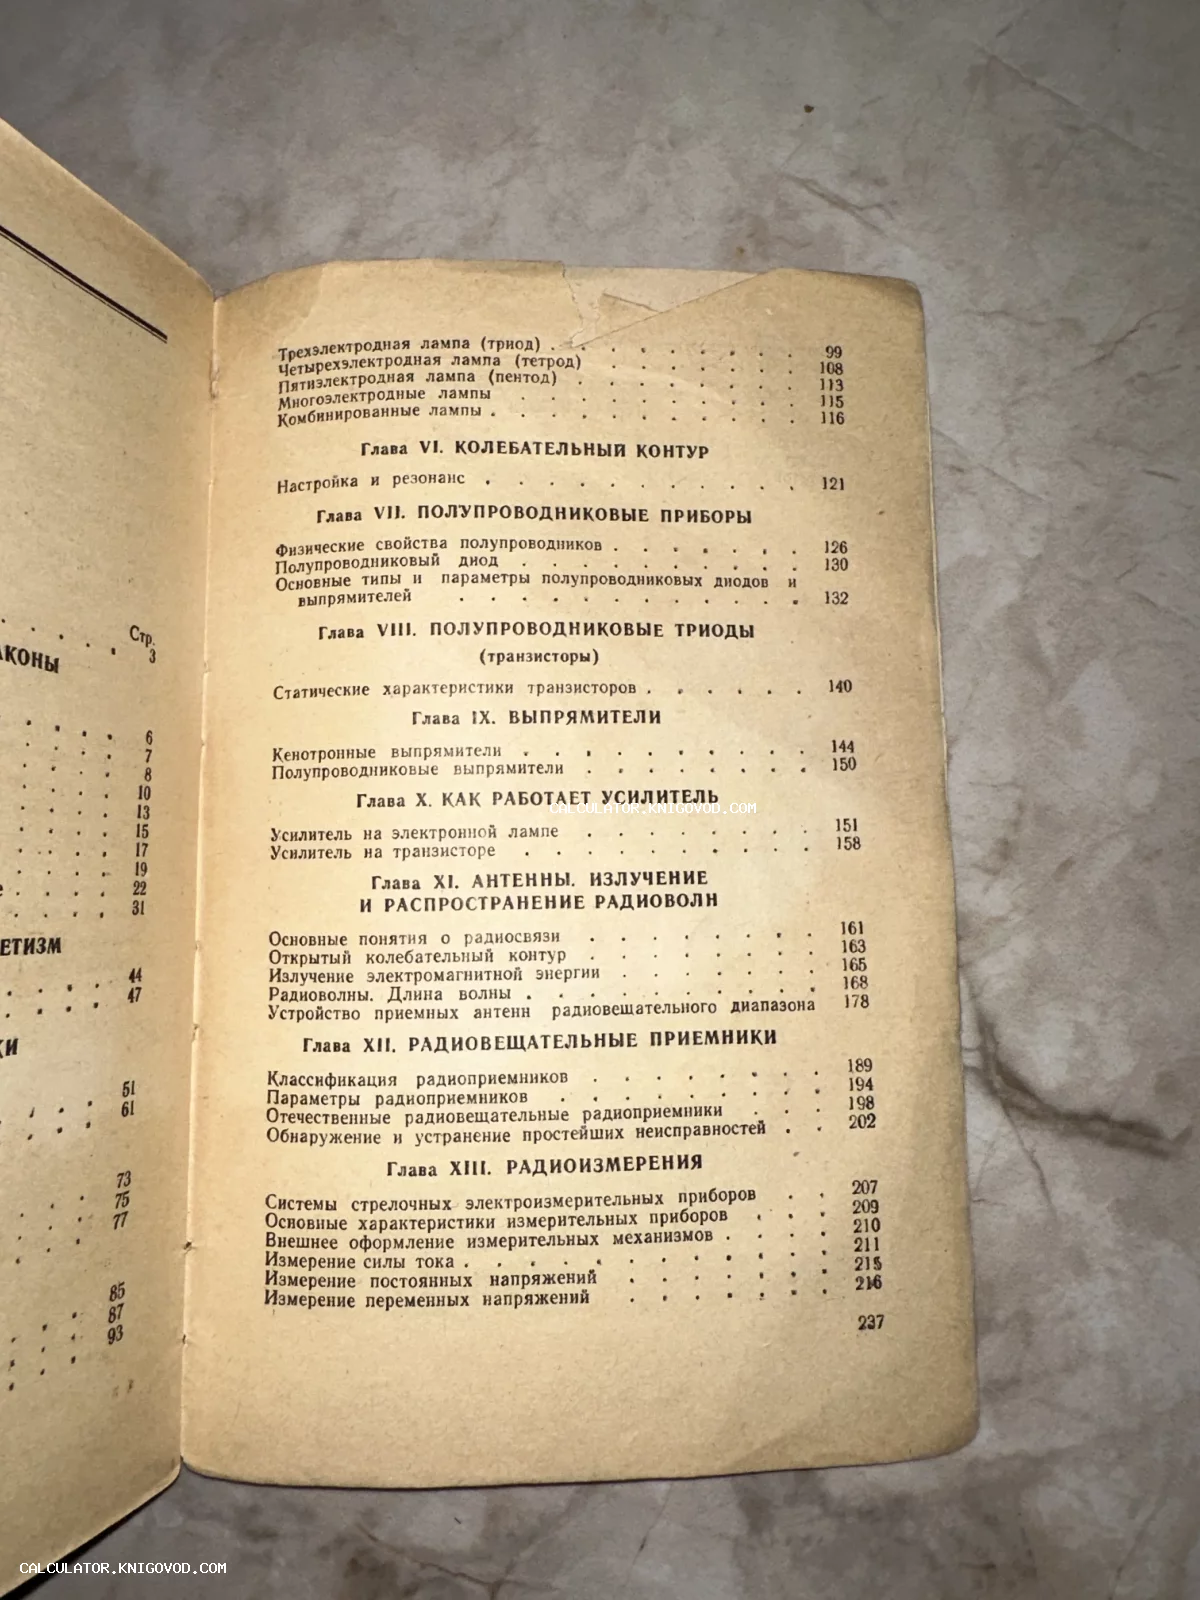 Стр.
3
АКОНЫ
6
7
8
10
13
15
17
19
22
31
ЕТИЗМ
44
47
КИ
51
61
73
75
77
85
87
93
Трехэлектродная лампа (триод) . . . . . . . . 99
Четырехэлектродная лампа (тетрод) . . . . . . . 108
Пятиэлектродная лампа (пентод) . . . . . . . . 113
Многоэлектродные лампы . . . . . . . . . . 115
Комбинированные лампы . . . . . . . . . . . 116
Глава VI. КОЛЕБАТЕЛЬНЫЙ КОНТУР
Настройка и резонанс . . . . . . . . . . . 121
Глава VII. ПОЛУПРОВОДНИКОВЫЕ ПРИБОРЫ
Физические свойства полупроводников . . . . . . . 126
Полупроводниковый диод . . . . . . . . . . 130
Основные типы и параметры полупроводниковых диодов и
выпрямителей . . . . . . . . . . . . 132
Глава VIII. ПОЛУПРОВОДНИКОВЫЕ ТРИОДЫ
(транзисторы)
Статические характеристики транзисторов . . . . . . 140
Глава IX. ВЫПРЯМИТЕЛИ
Кенотронные выпрямители . . . . . . . . . . 144
Полупроводниковые выпрямители . . . . . . . . 150
Глава X. КАК РАБОТАЕТ УСИЛИТЕЛЬ
CALCULATOR.KNIGOVOD.COM
Усилитель на электронной лампе . . . . . . . . 151
Усилитель на транзисторе . . . . . . . . . . 158
Глава XI. АНТЕННЫ. ИЗЛУЧЕНИЕ
И РАСПРОСТРАНЕНИЕ РАДИОВОЛН
Основные понятия о радиосвязи . . . . . . . . 161
Открытый колебательный контур . . . . . . . . 163
Излучение электромагнитной энергии . . . . . . . 165
Радиоволны. Длина волны . . . . . . . . . . 168
Устройство приемных антенн радиовещательного диапазона 178
Глава XII. РАДИОВЕЩАТЕЛЬНЫЕ ПРИЕМНИКИ
Классификация радиоприемников . . . . . . . . 189
Параметры радиоприемников . . . . . . . . . 194
Отечественные радиовещательные радиоприемники . . . 198
Обнаружение и устранение простейших неисправностей . . 202
Глава XIII. РАДИОИЗМЕРЕНИЯ
Системы стрелочных электроизмерительных приборов . . 207
Основные характеристики измерительных приборов . . . 209
Внешнее оформление измерительных механизмов . . . . 210
Измерение силы тока . . . . . . . . . . . . 211
Измерение постоянных напряжений . . . . . . . 215
Измерение переменных напряжений . . . . . . . 216
237
CALCULATOR.KNIGOVOD.COM